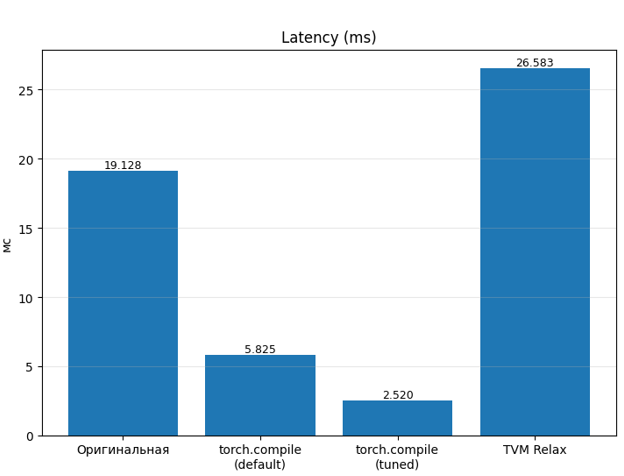 Latency (ms)
мс
25
20
15
10
5
0
19.128
5.825
2.520
26.583
Оригинальная
torch.compile
(default)
torch.compile
(tuned)
TVM Relax